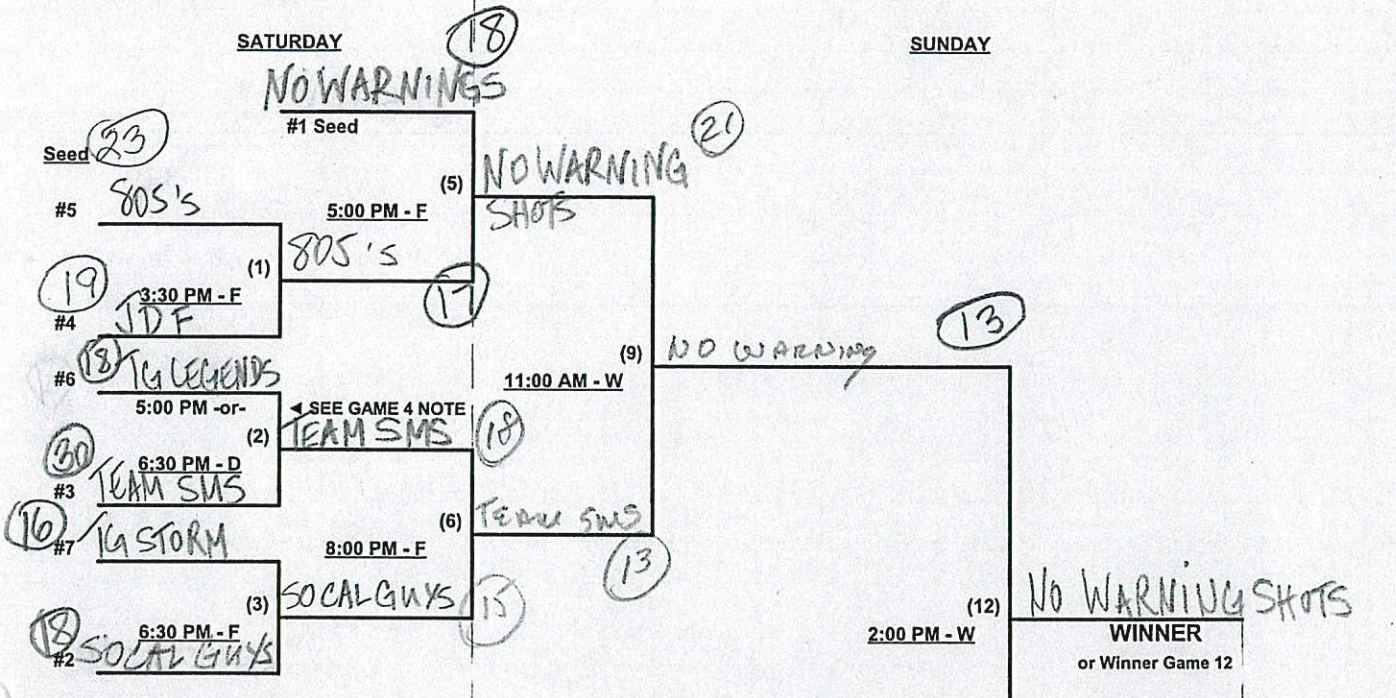 SATURDAY
18
SUNDAY
NO WARNINGS
#1 Seed
Seed 23
21
#5 805's
(5) NO WARNING
SHOTS
5:00 PM - F
805's
(1)
19
3:30 PM - F
17
#4 JDF
13
#6 18 TG LEGENDS
(9) NO WARNING
11:00 AM - W
5:00 PM -or-
◄ SEE GAME 4 NOTE
(2) TEAM SMS 18
30
6:30 PM - D
#3 TEAM SMS
16 #7 TG STORM
(6) TEAM SMS
8:00 PM - F
13
(3) SOCAL GUYS 15
(12) NO WARNING SHOTS
18
6:30 PM - F
2:00 PM - W
WINNER
#2 SOCAL GUYS
or Winner Game 12